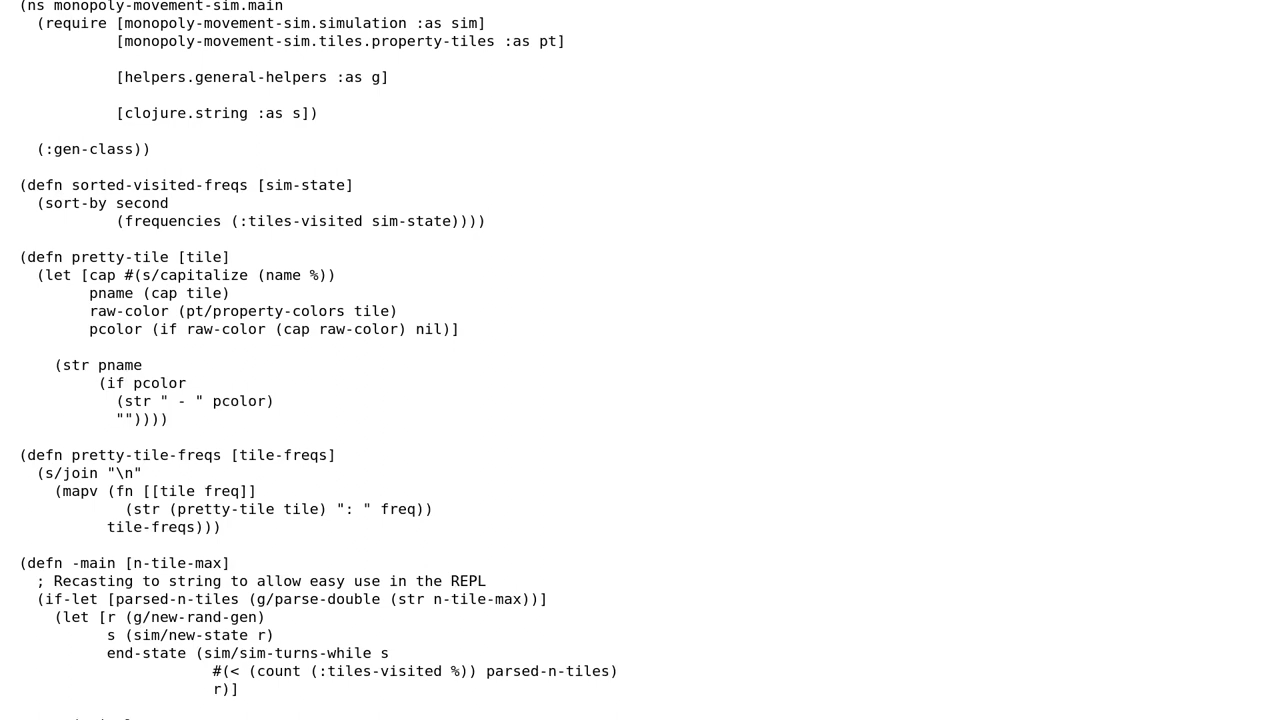 (ns monopoly-movement-sim.main
  (require [monopoly-movement-sim.simulation :as sim]
           [monopoly-movement-sim.tiles.property-tiles :as pt]

           [helpers.general-helpers :as g]

           [clojure.string :as s])

  (:gen-class))

(defn sorted-visited-freqs [sim-state]
  (sort-by second
           (frequencies (:tiles-visited sim-state))))

(defn pretty-tile [tile]
  (let [cap #(s/capitalize (name %))
        pname (cap tile)
        raw-color (pt/property-colors tile)
        pcolor (if raw-color (cap raw-color) nil)]

    (str pname
         (if pcolor
           (str " - " pcolor)
           ""))))

(defn pretty-tile-freqs [tile-freqs]
  (s/join "\n"
    (mapv (fn [[tile freq]]
            (str (pretty-tile tile) ": " freq))
          tile-freqs)))

(defn -main [n-tile-max]
  ; Recasting to string to allow easy use in the REPL
  (if-let [parsed-n-tiles (g/parse-double (str n-tile-max))]
    (let [r (g/new-rand-gen)
          s (sim/new-state r)
          end-state (sim/sim-turns-while s
                      #(< (count (:tiles-visited %)) parsed-n-tiles)
                      r)]